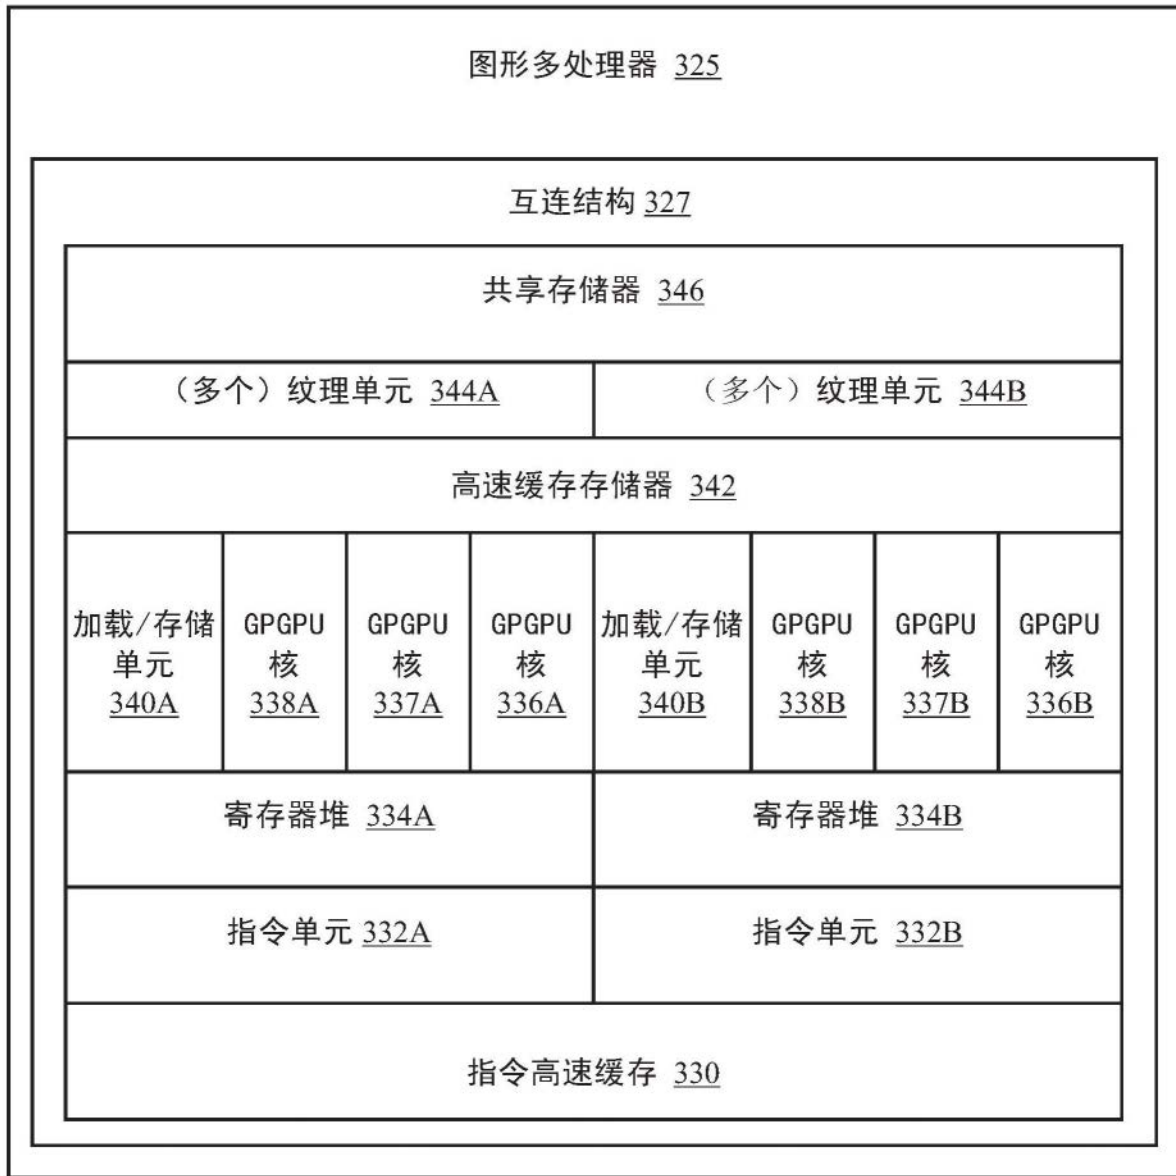 图形多处理器 325
互连结构 327
共享存储器 346
（多个）纹理单元 344A
（多个）纹理单元 344B
高速缓存存储器 342
加载/存储
单元
340A
GPGPU
核
338A
GPGPU
核
337A
GPGPU
核
336A
加载/存储
单元
340B
GPGPU
核
338B
GPGPU
核
337B
GPGPU
核
336B
寄存器堆 334A
寄存器堆 334B
指令单元 332A
指令单元 332B
指令高速缓存 330